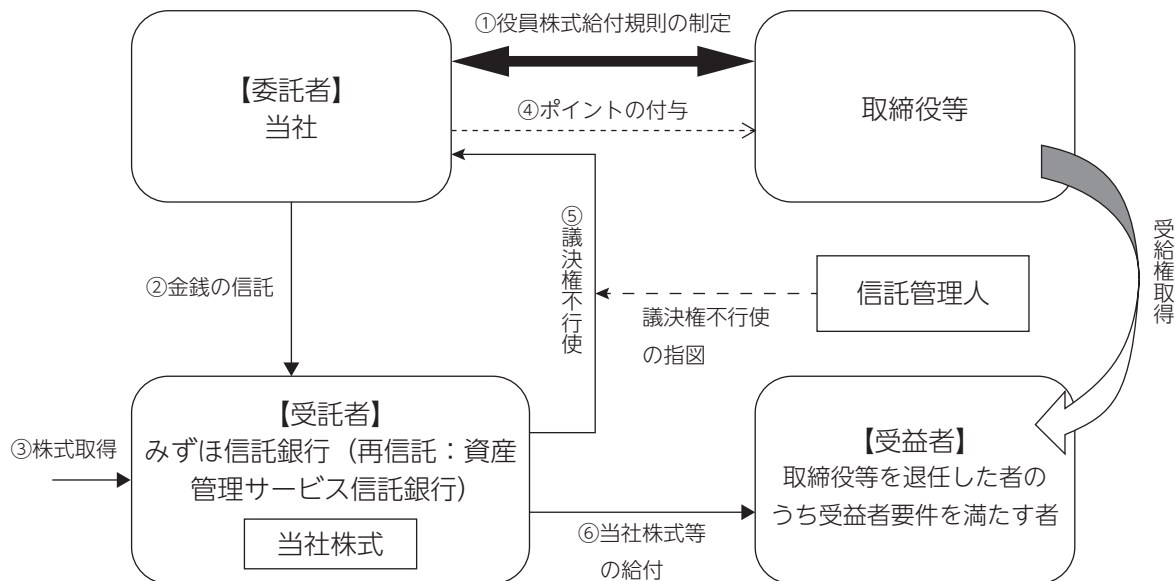 ①役員株式給付規則の制定
【委託者】
当社
④ポイントの付与
取締役等
②金銭の信託
⑤議決権不行使
議決権不行使
の指図
信託管理人
受給権取得
③株式取得
【受託者】
みずほ信託銀行（再信託：資産
管理サービス信託銀行）
当社株式
⑥当社株式等
の給付
【受益者】
取締役等を退任した者の
うち受益者要件を満たす者